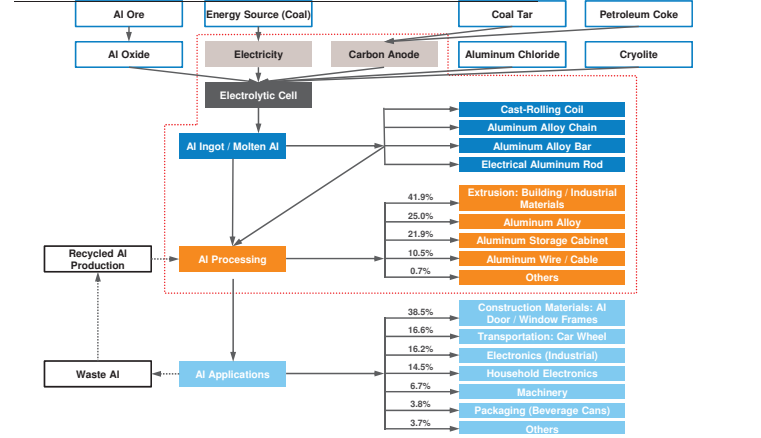 Al Ore
Energy Source (Coal)
Coal Tar
Petroleum Coke
Al Oxide
Electricity
Carbon Anode
Aluminum Chloride
Cryolite
Electrolytic Cell
Al Ingot / Molten Al
Cast-Rolling Coil
Aluminum Alloy Chain
Aluminum Alloy Bar
Electrical Aluminum Rod
Recycled Al
Production
Al Processing
41.9%
Extrusion: Building / Industrial
Materials
25.0%
Aluminum Alloy
21.9%
Aluminum Storage Cabinet
10.5%
Aluminum Wire / Cable
0.7%
Others
Waste Al
Al Applications
38.5%
Construction Materials: Al
Door / Window Frames
16.6%
Transportation: Car Wheel
16.2%
Electronics (Industrial)
14.5%
Household Electronics
6.7%
Machinery
3.8%
Packaging (Beverage Cans)
3.7%
Others